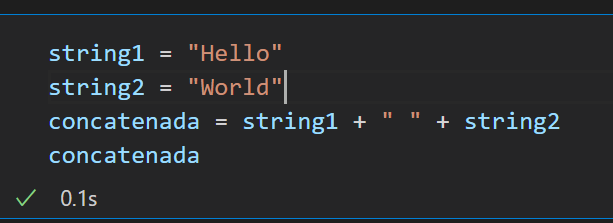 string1 = "Hello"
string2 = "World"
concatenada = string1 + " " + string2
concatenada
0.1s